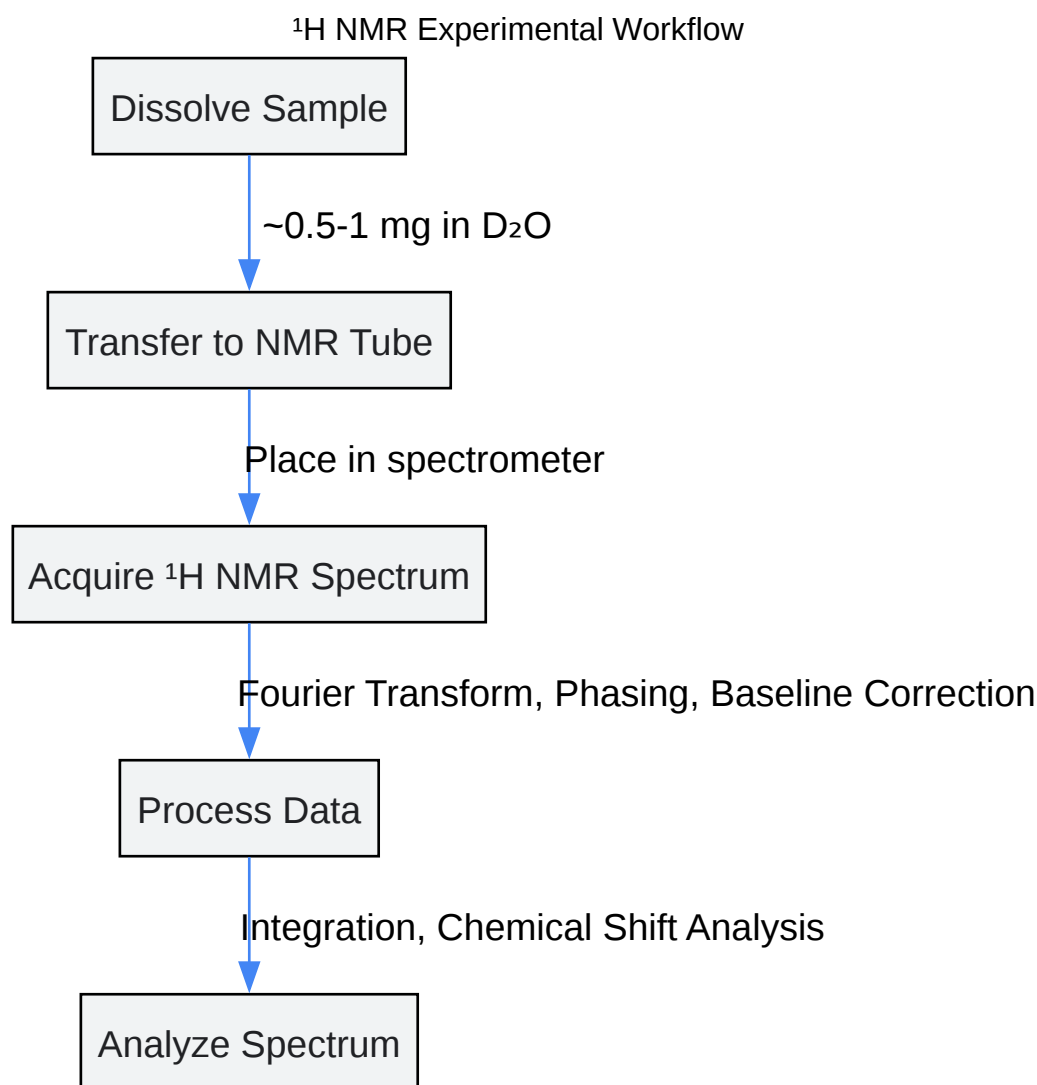 ¹H NMR Experimental Workflow
Dissolve Sample
~0.5-1 mg in D₂O
Transfer to NMR Tube
Place in spectrometer
Acquire ¹H NMR Spectrum
Fourier Transform, Phasing, Baseline Correction
Process Data
Integration, Chemical Shift Analysis
Analyze Spectrum